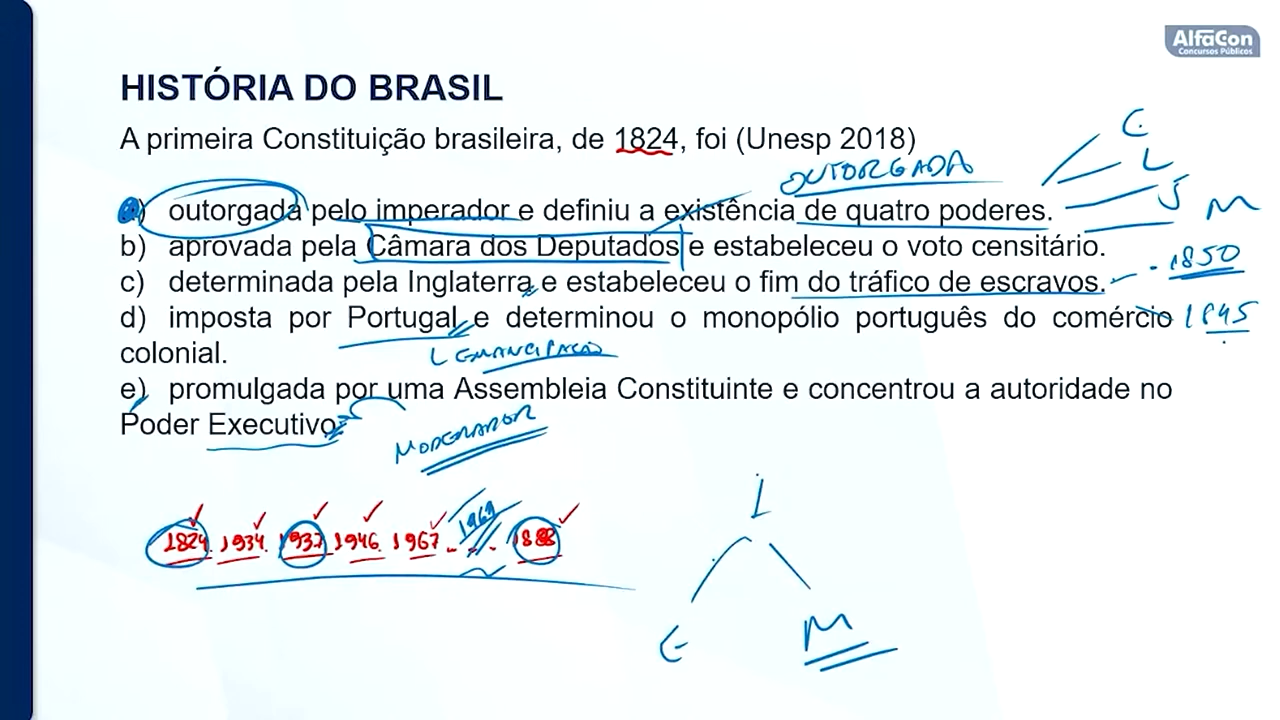 AlfaCon
Concursos Públicos
HISTÓRIA DO BRASIL
A primeira Constituição brasileira, de 1824, foi (Unesp 2018)
OUTORGADA
E
L
J
M
a) outorgada pelo imperador e definiu a existência de quatro poderes.
b) aprovada pela Câmara dos Deputados e estabeleceu o voto censitário.
1850
c) determinada pela Inglaterra e estabeleceu o fim do tráfico de escravos.
d) imposta por Portugal e determinou o monopólio português do comércio
1845
colonial.
EMANCIPAÇÃO
e) promulgada por uma Assembleia Constituinte e concentrou a autoridade no
Poder Executivo
MODERADOR
1824 1934 1937 1946 1967 1969 1988
I
E M